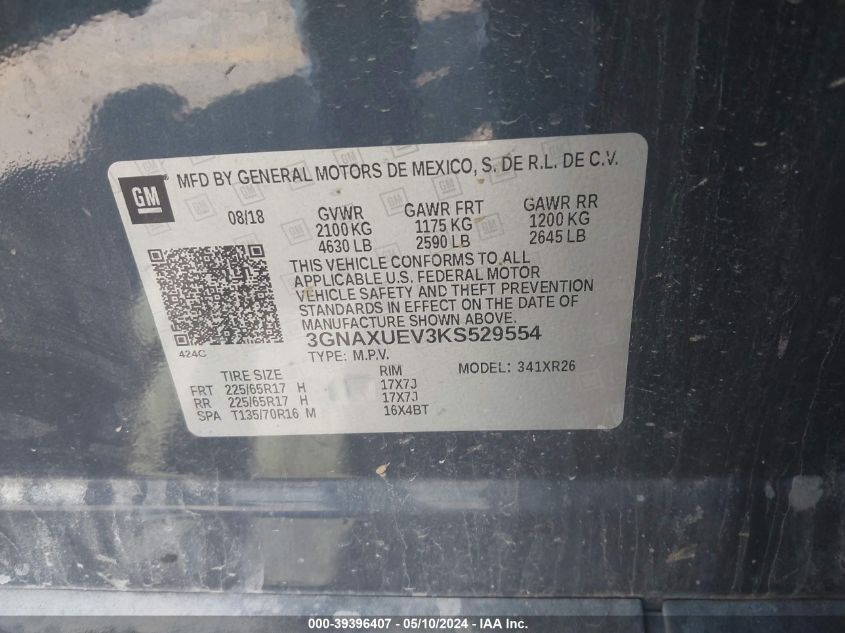 GM MFD BY GENERAL MOTORS DE MEXICO, S. DE R.L. DE C.V.
08/18 GVWR GAWR FRT GAWR RR
2100 KG 1175 KG 1200 KG
4630 LB 2590 LB 2645 LB
THIS VEHICLE CONFORMS TO ALL
APPLICABLE U.S. FEDERAL MOTOR
VEHICLE SAFETY AND THEFT PREVENTION
STANDARDS IN EFFECT ON THE DATE OF
MANUFACTURE SHOWN ABOVE.
3GNAXUEV3KS529554
424C TYPE: M.P.V. MODEL: 341XR26
TIRE SIZE RIM
FRT 225/65R17 H 17X7J
RR 225/65R17 H 17X7J
SPA T135/70R16 M 16X4BT
000-39396407 - 05/10/2024 - IAA Inc.